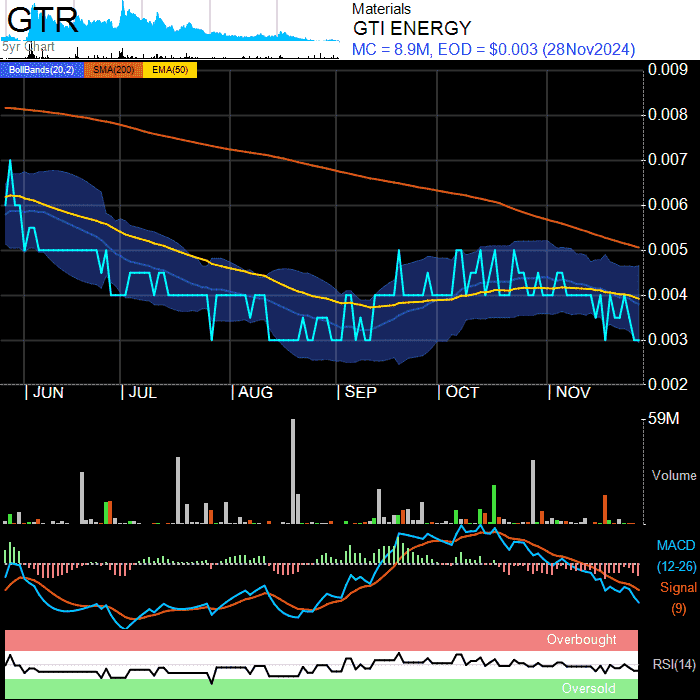 GTR
5yr Chart
Materials
GTI ENERGY
MC = 8.9M, EOD = $0.003 (28Nov2024)
BollBands(20,2) SMA(200) EMA(50)
0.009
0.008
0.007
0.006
0.005
0.004
0.003
0.002
JUN JUL AUG SEP OCT NOV
59M
Volume
MACD
(12-26)
Signal
(9)
Overbought
RSI(14)
Oversold